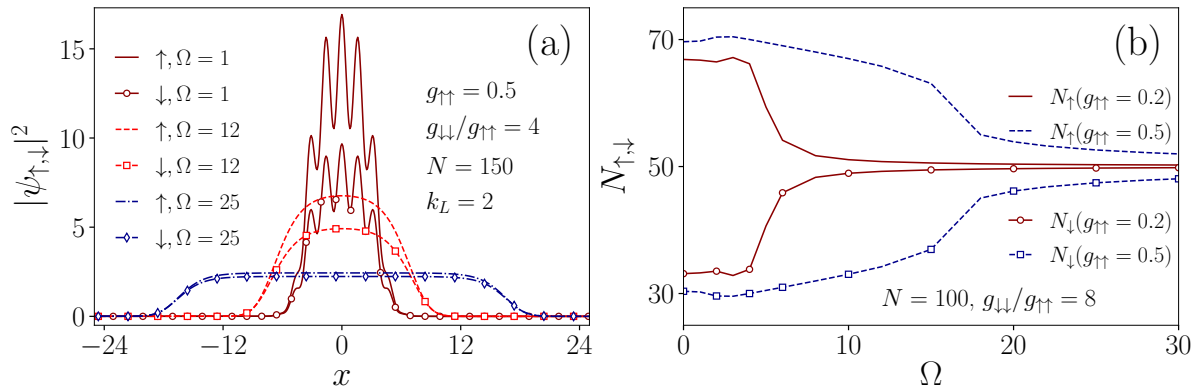 (a)
↑, Ω = 1
↓, Ω = 1
↑, Ω = 12
↓, Ω = 12
↑, Ω = 25
↓, Ω = 25
g↑↑ = 0.5
g↓↓/g↑↑ = 4
N = 150
k_L = 2
|ψ↑,↓|²
15
10
5
0
−24 −12 0 12 24
x
(b)
N↑(g↑↑ = 0.2)
N↑(g↑↑ = 0.5)
N↓(g↑↑ = 0.2)
N↓(g↑↑ = 0.5)
N = 100, g↓↓/g↑↑ = 8
N↑,↓
70
50
30
0 10 20 30
Ω